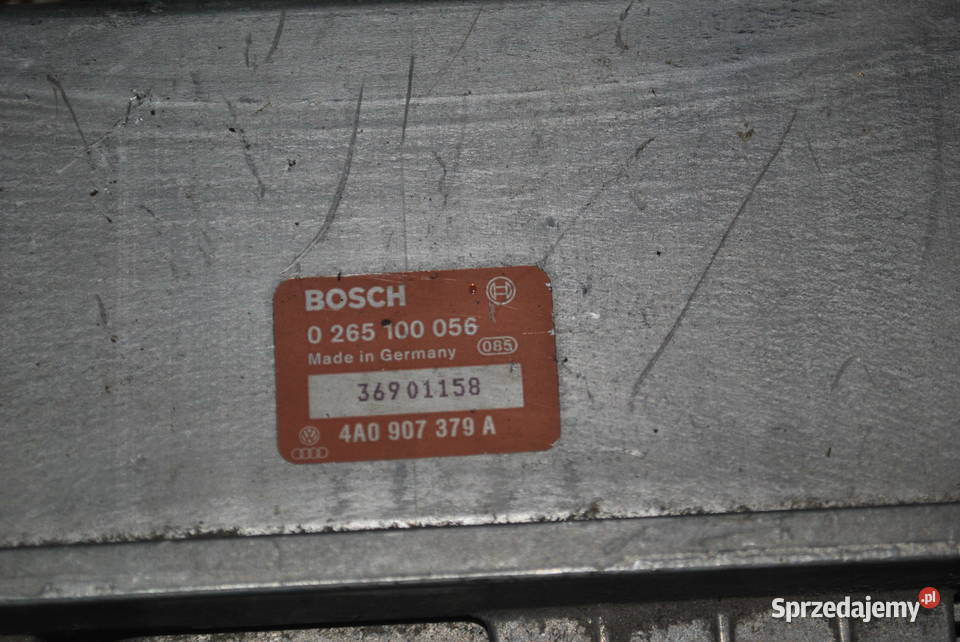 BOSCH
0 265 100 056
Made in Germany 085
36901158
4A0 907 379 A
Sprzedajemy.pl